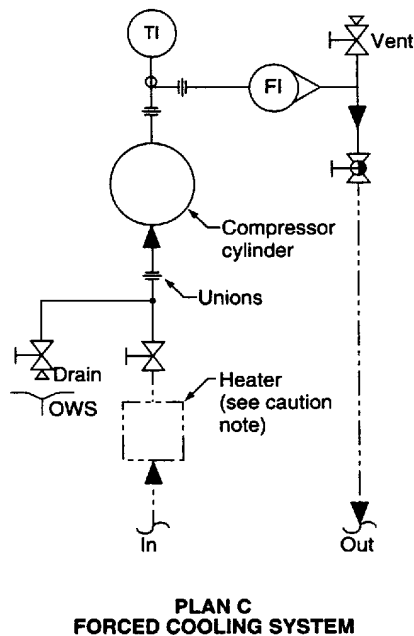 TI
FI
Vent
Compressor
cylinder
Unions
Drain
OWS
Heater
(see caution
note)
In
Out
PLAN C
FORCED COOLING SYSTEM